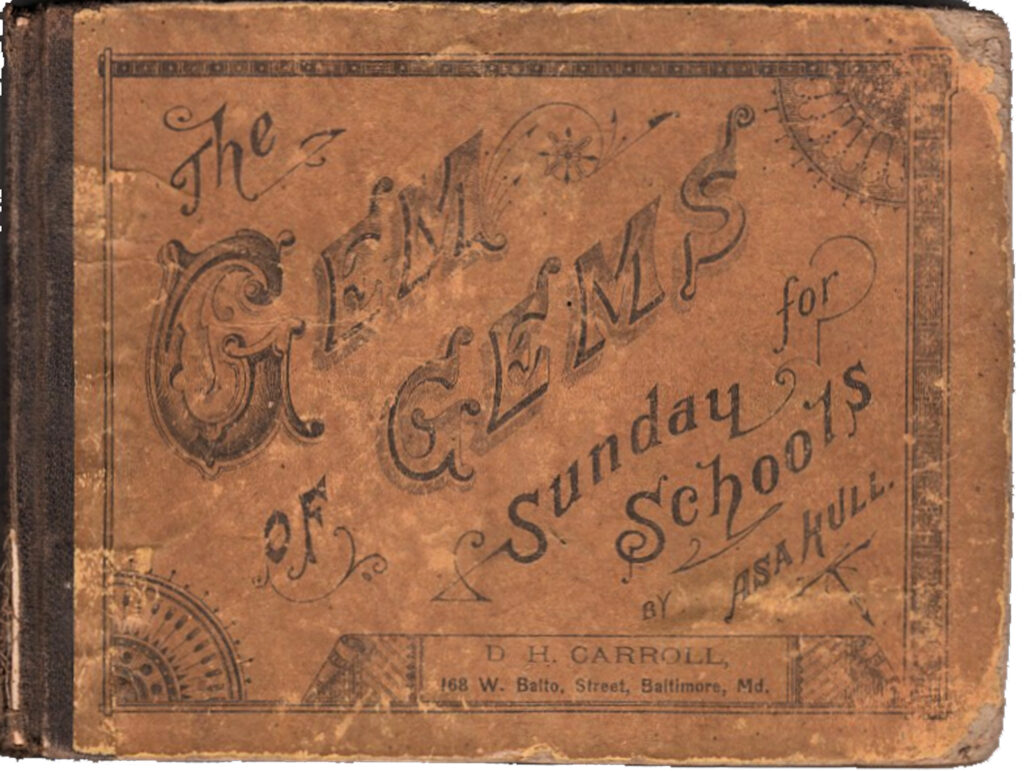 The
GEM
OF
GEMS
for
Sunday
Schools
BY ASA HULL.
D. H. CARROLL,
168 W. Balto, Street, Baltimore, Md.